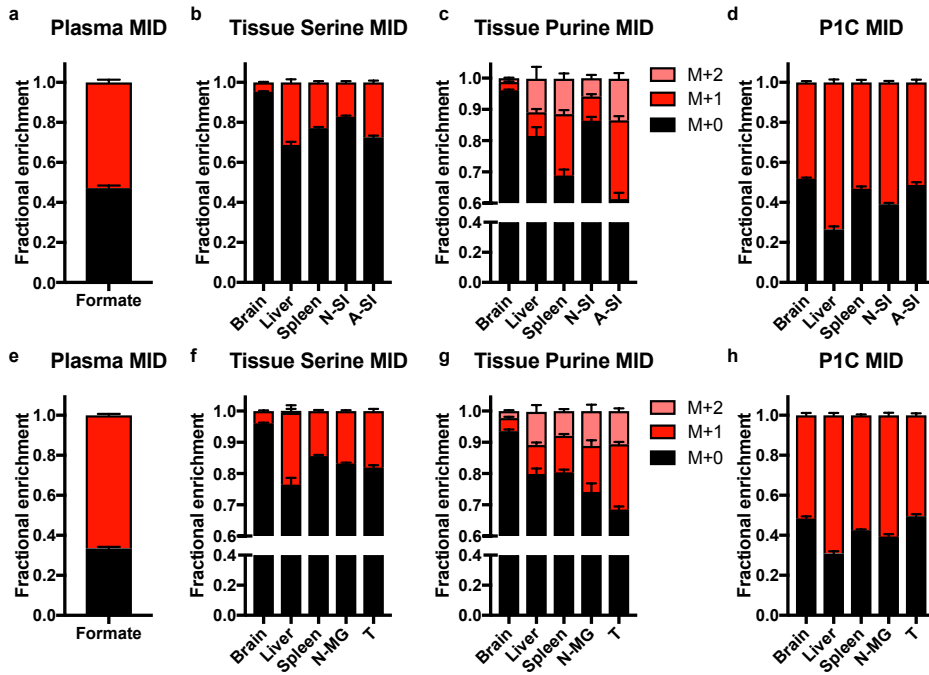 a Plasma MID
Fractional enrichment
1.0
0.8
0.6
0.4
0.2
0.0
Formate
b Tissue Serine MID
Fractional enrichment
1.0
0.8
0.6
0.4
0.2
0.0
Brain
Liver
Spleen
N-SI
A-SI
c Tissue Purine MID
Fractional enrichment
1.0
0.9
0.8
0.7
0.6
0.4
0.2
0.0
Brain
Liver
Spleen
N-SI
A-SI
M+2
M+1
M+0
d P1C MID
Fractional enrichment
1.0
0.8
0.6
0.4
0.2
0.0
Brain
Liver
Spleen
N-SI
A-SI
e Plasma MID
Fractional enrichment
1.0
0.8
0.6
0.4
0.2
0.0
Formate
f Tissue Serine MID
Fractional enrichment
1.0
0.9
0.8
0.7
0.6
0.4
0.2
0.0
Brain
Liver
Spleen
N-MG
T
g Tissue Purine MID
Fractional enrichment
1.0
0.9
0.8
0.7
0.6
0.4
0.2
0.0
Brain
Liver
Spleen
N-MG
T
M+2
M+1
M+0
h P1C MID
Fractional enrichment
1.0
0.8
0.6
0.4
0.2
0.0
Brain
Liver
Spleen
N-MG
T